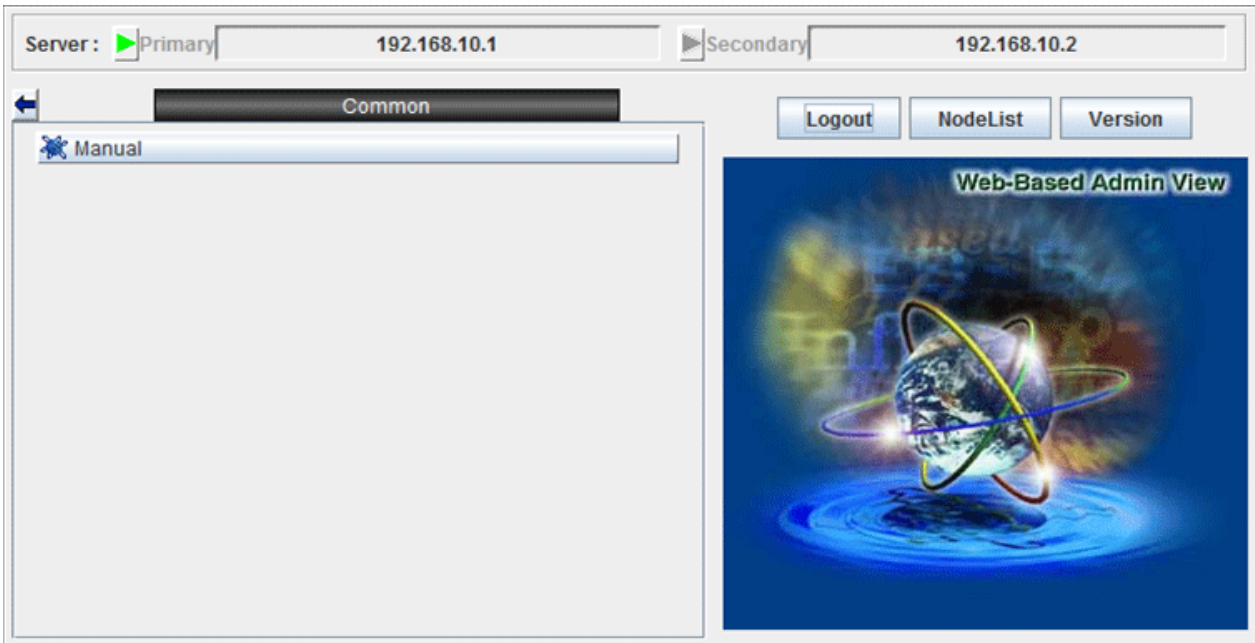 Server : Primary 192.168.10.1 Secondary 192.168.10.2
Common
Logout NodeList Version
Manual
Web-Based Admin View